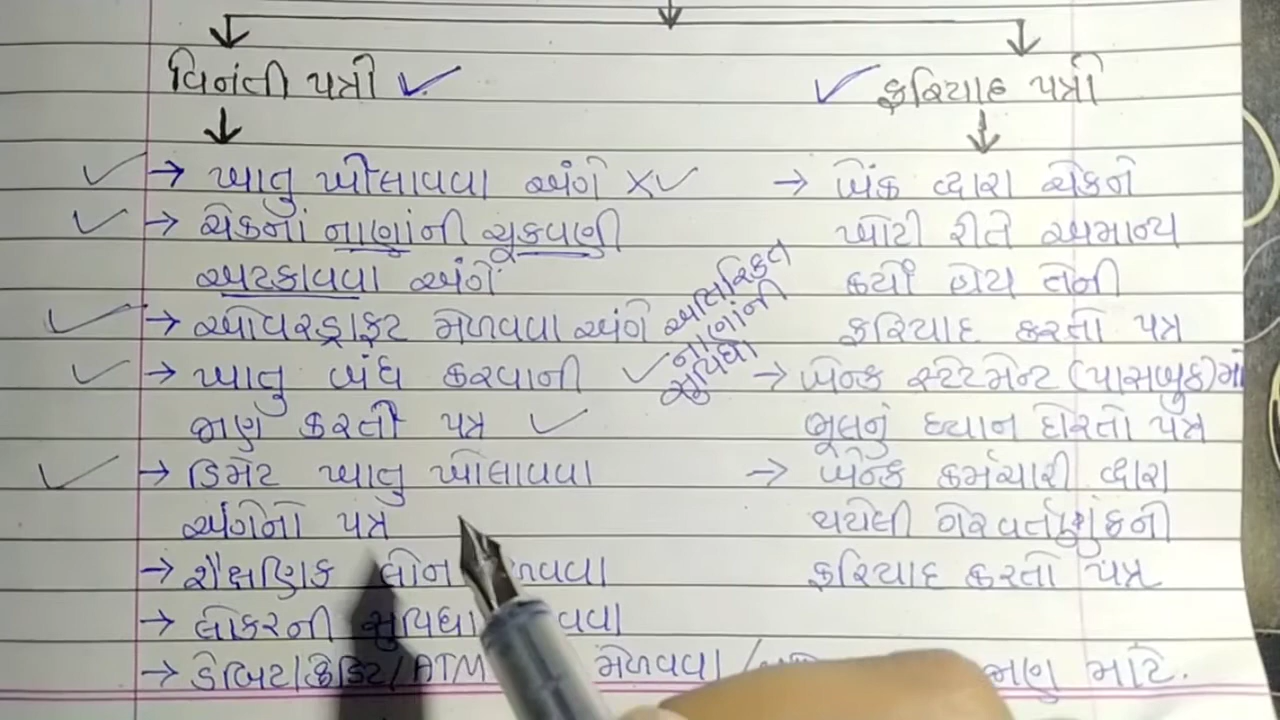 વિનંતી પત્રો
→ ખાતુ ખોલાવવા અંગે ×
→ ચેકનાં નાણાંની ચૂકવણી
અટકાવવા અંગે
→ ઓવરડ્રાફ્ટ મેળવવા અંગે
અતિરિક્ત
નાણાંની
સુવિધા
→ ખાતુ બંધ કરવાની
જાણ કરતો પત્ર
→ ડિમેટ ખાતુ ખોલાવવા
અંગેનો પત્ર
→ શૈક્ષણિક લોન
→ લોકરની સુવિધા
→ ડેબિટ/ક્રેડિટ/ATM મેળવવા / જાણ માટે.
ફરિયાદ પત્રો
→ બેંક દ્વારા ચેકને
ખોટી રીતે અમાન્ય
કર્યો હોય તેની
ફરિયાદ કરતો પત્ર
→ બેન્ક સ્ટેટમેન્ટ (પાસબુક)માં
ભૂલનું ધ્યાન દોરતો પત્ર
→ બેન્ક કર્મચારી દ્વારા
થયેલી ગેરવર્તણુંકની
ફરિયાદ કરતો પત્ર